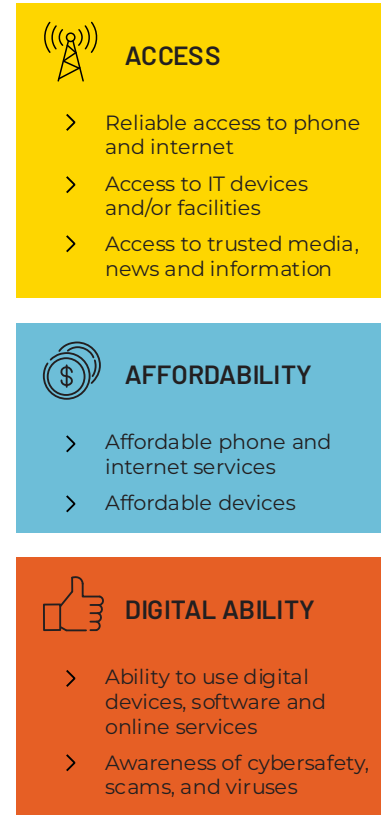 ACCESS
Reliable access to phone
and internet
Access to IT devices
and/or facilities
Access to trusted media,
news and information
$
AFFORDABILITY
Affordable phone and
internet services
Affordable devices
DIGITAL ABILITY
Ability to use digital
devices, software and
online services
Awareness of cybersafety,
scams, and viruses